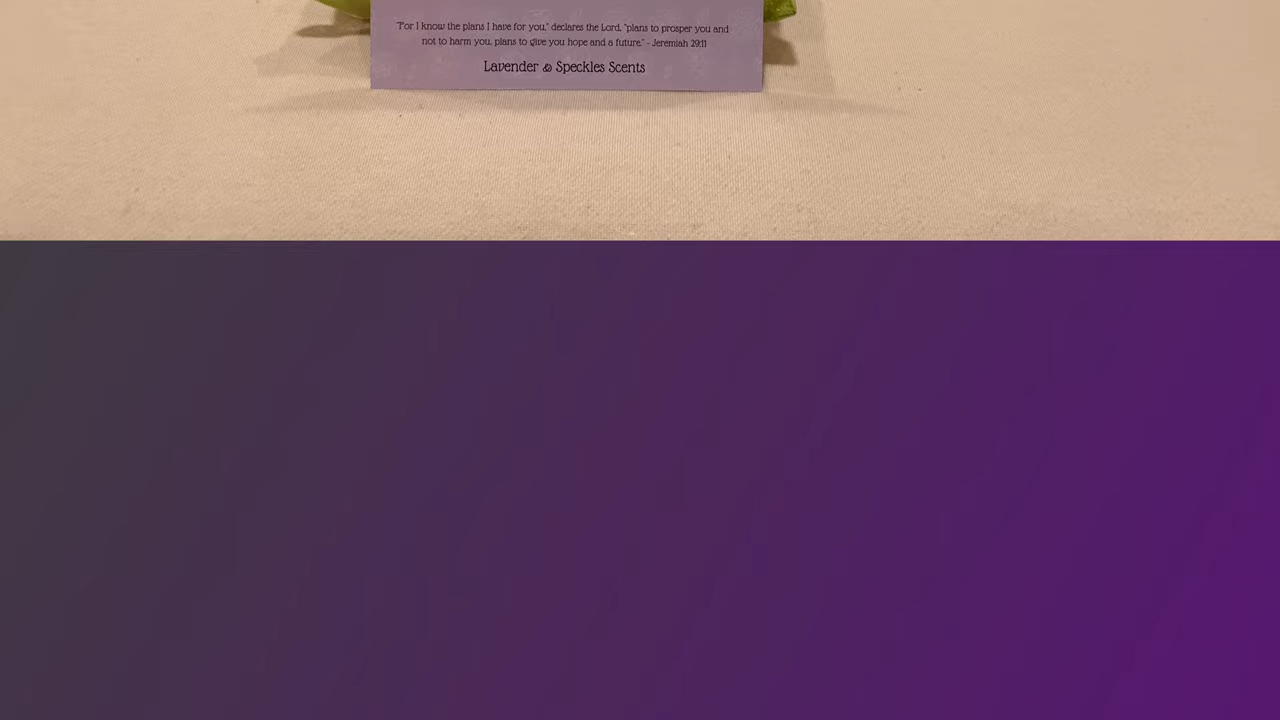 "For I know the plans I have for you," declares the Lord, "plans to prosper you and
not to harm you, plans to give you hope and a future." - Jeremiah 29:11
Lavender & Speckles Scents